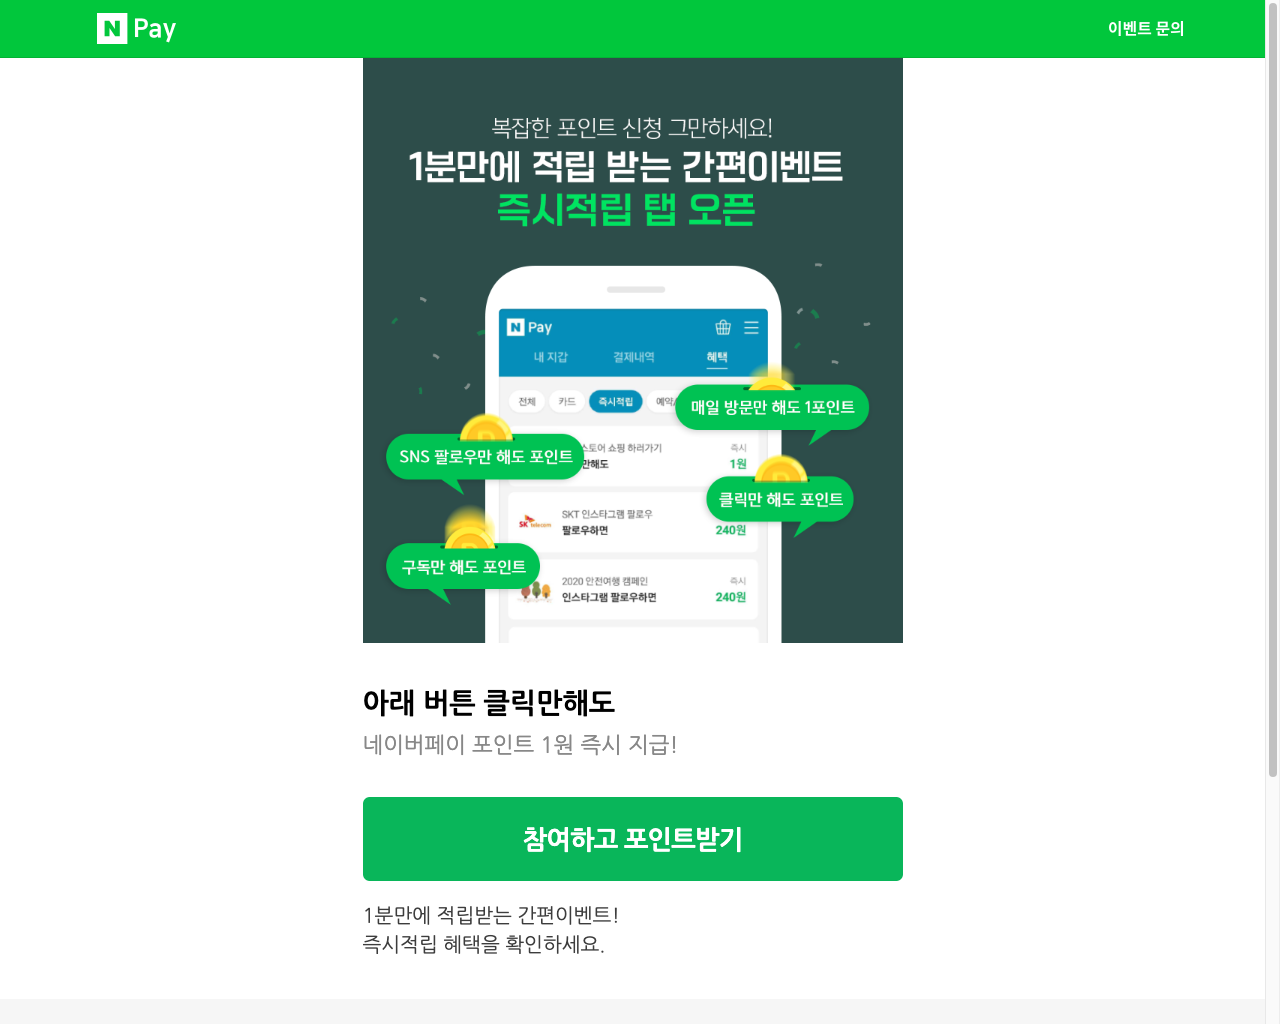 N Pay
이벤트 문의
복잡한 포인트 신청 그만하세요!
1분만에 적립 받는 간편이벤트
즉시적립 탭 오픈
N Pay
내 지갑 결제내역 혜택
전체 카드 즉시적립
매일 방문만 해도 1포인트
SNS 팔로우만 해도 포인트
스토어 쇼핑 하러가기 즉시
만해도 1원
클릭만 해도 포인트
SK telecom
SKT 인스타그램 팔로우
팔로우하면 240원
구독만 해도 포인트
2020 안전여행 캠페인 즉시
인스타그램 팔로우하면 240원
아래 버튼 클릭만해도
네이버페이 포인트 1원 즉시 지급!
참여하고 포인트받기
1분만에 적립받는 간편이벤트!
즉시적립 혜택을 확인하세요.